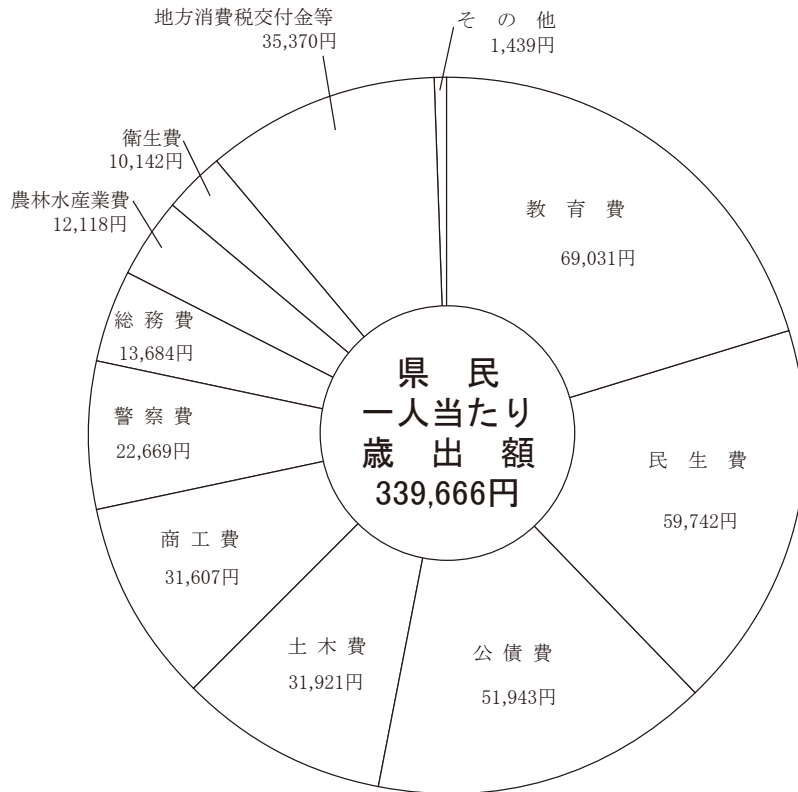 地方消費税交付金等
35,370円
そ の 他
1,439円
衛生費
10,142円
農林水産業費
12,118円
総 務 費
13,684円
警 察 費
22,669円
商 工 費
31,607円
土 木 費
31,921円
公 債 費
51,943円
民 生 費
59,742円
教 育 費
69,031円
県 民
一人当たり
歳 出 額
339,666円